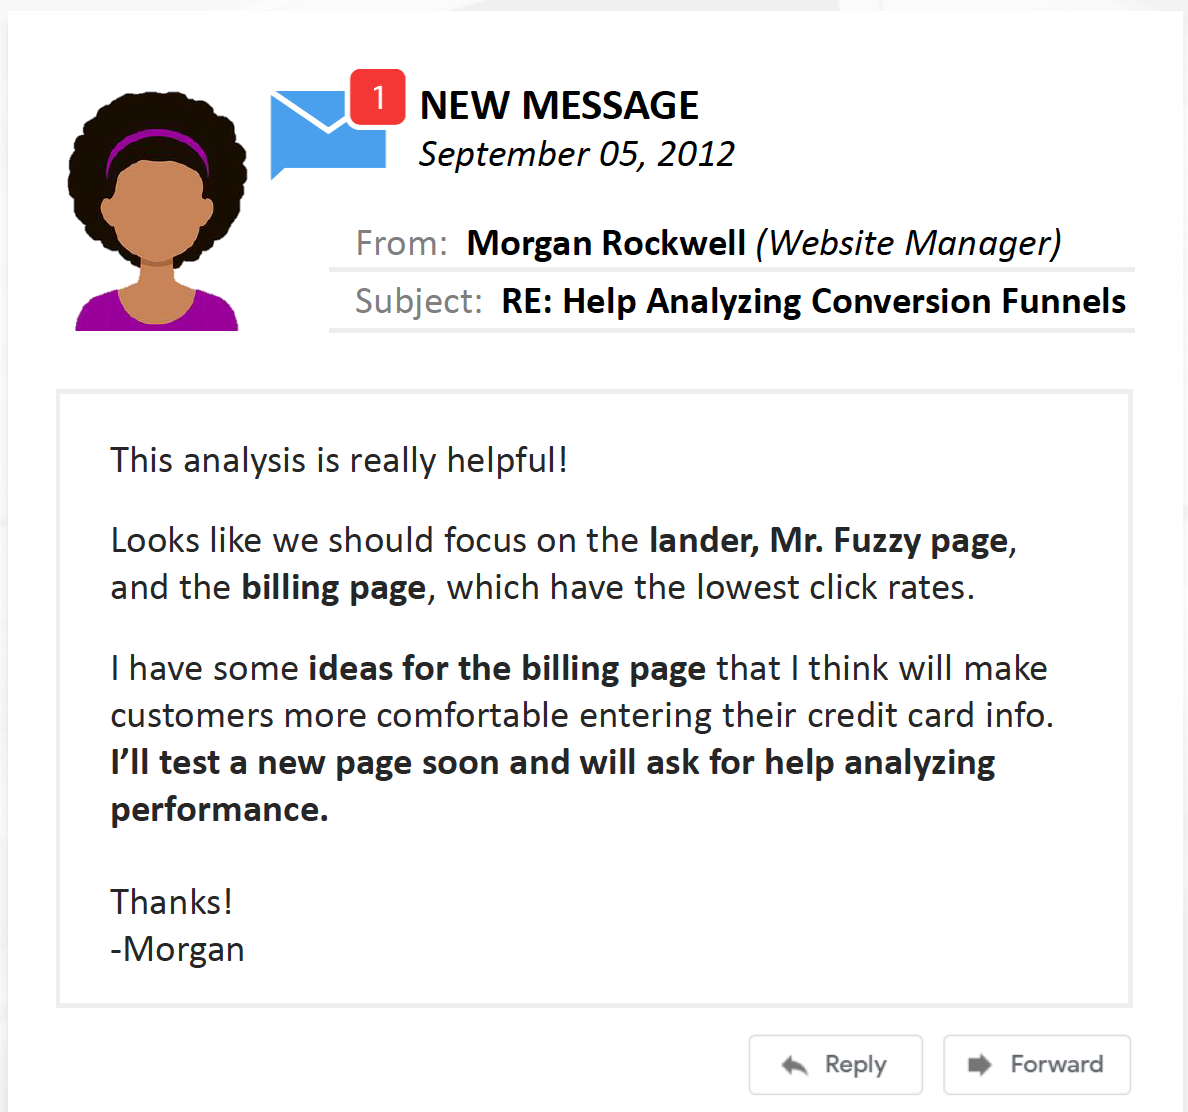 1
NEW MESSAGE
September 05, 2012
From: Morgan Rockwell (Website Manager)
Subject: RE: Help Analyzing Conversion Funnels
This analysis is really helpful!
Looks like we should focus on the lander, Mr. Fuzzy page,
and the billing page, which have the lowest click rates.
I have some ideas for the billing page that I think will make
customers more comfortable entering their credit card info.
I’ll test a new page soon and will ask for help analyzing
performance.
Thanks!
-Morgan
Reply
Forward